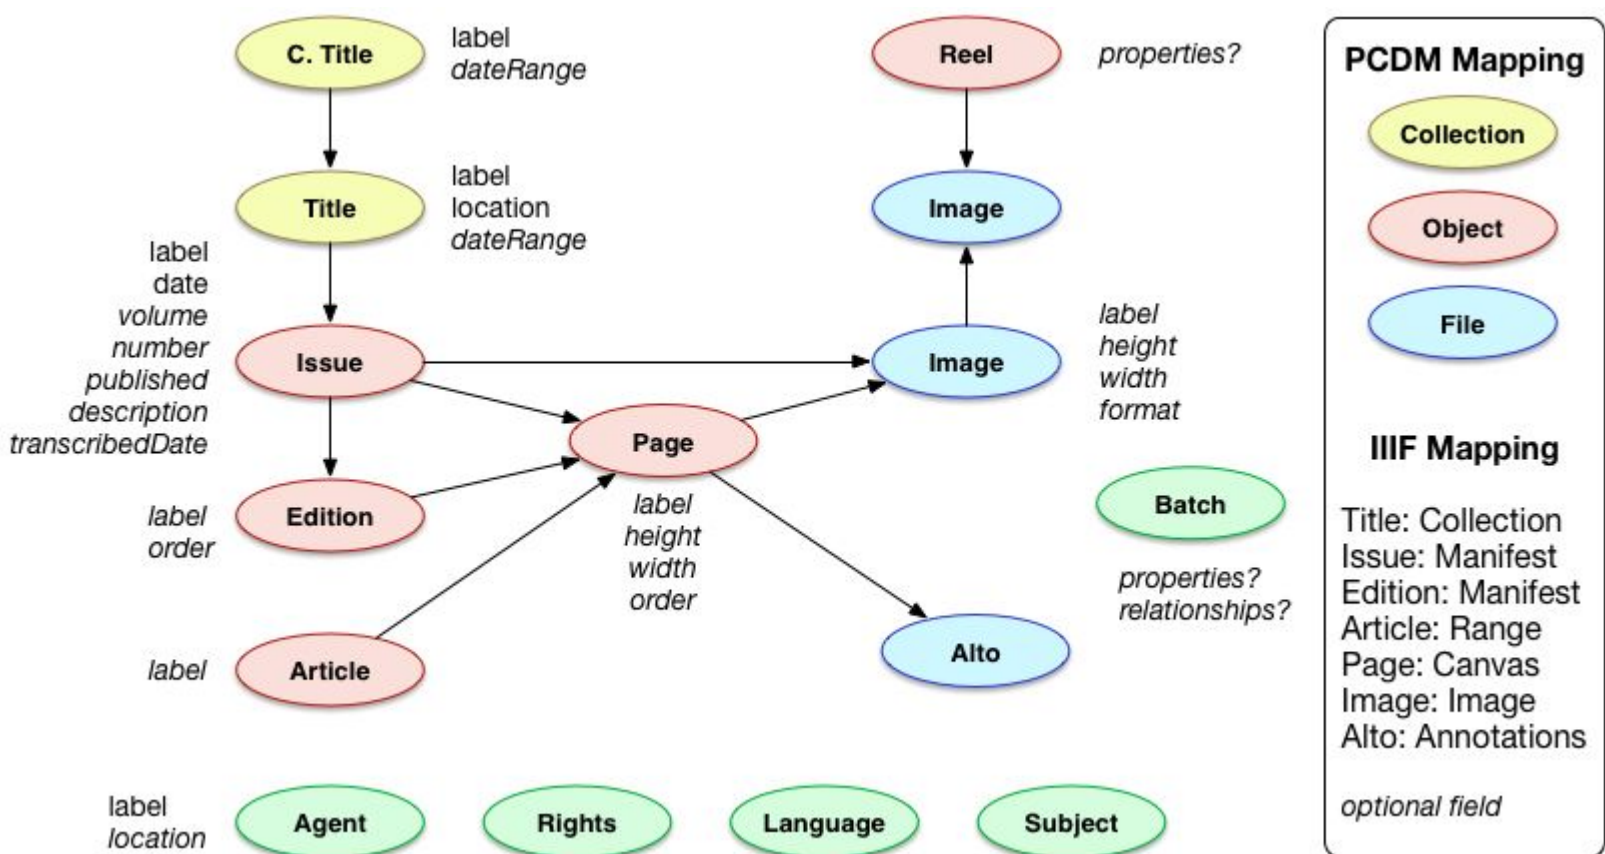 C. Title
label
dateRange
Reel
properties?
Title
label
location
dateRange
Image
label
date
volume
number
published
description
transcribedDate
Issue
Image
label
height
width
format
Page
label
height
width
order
Edition
label
order
Batch
properties?
relationships?
Article
label
Alto
label
location
Agent
Rights
Language
Subject
PCDM Mapping
Collection
Object
File
IIIF Mapping
Title: Collection
Issue: Manifest
Edition: Manifest
Article: Range
Page: Canvas
Image: Image
Alto: Annotations
optional field